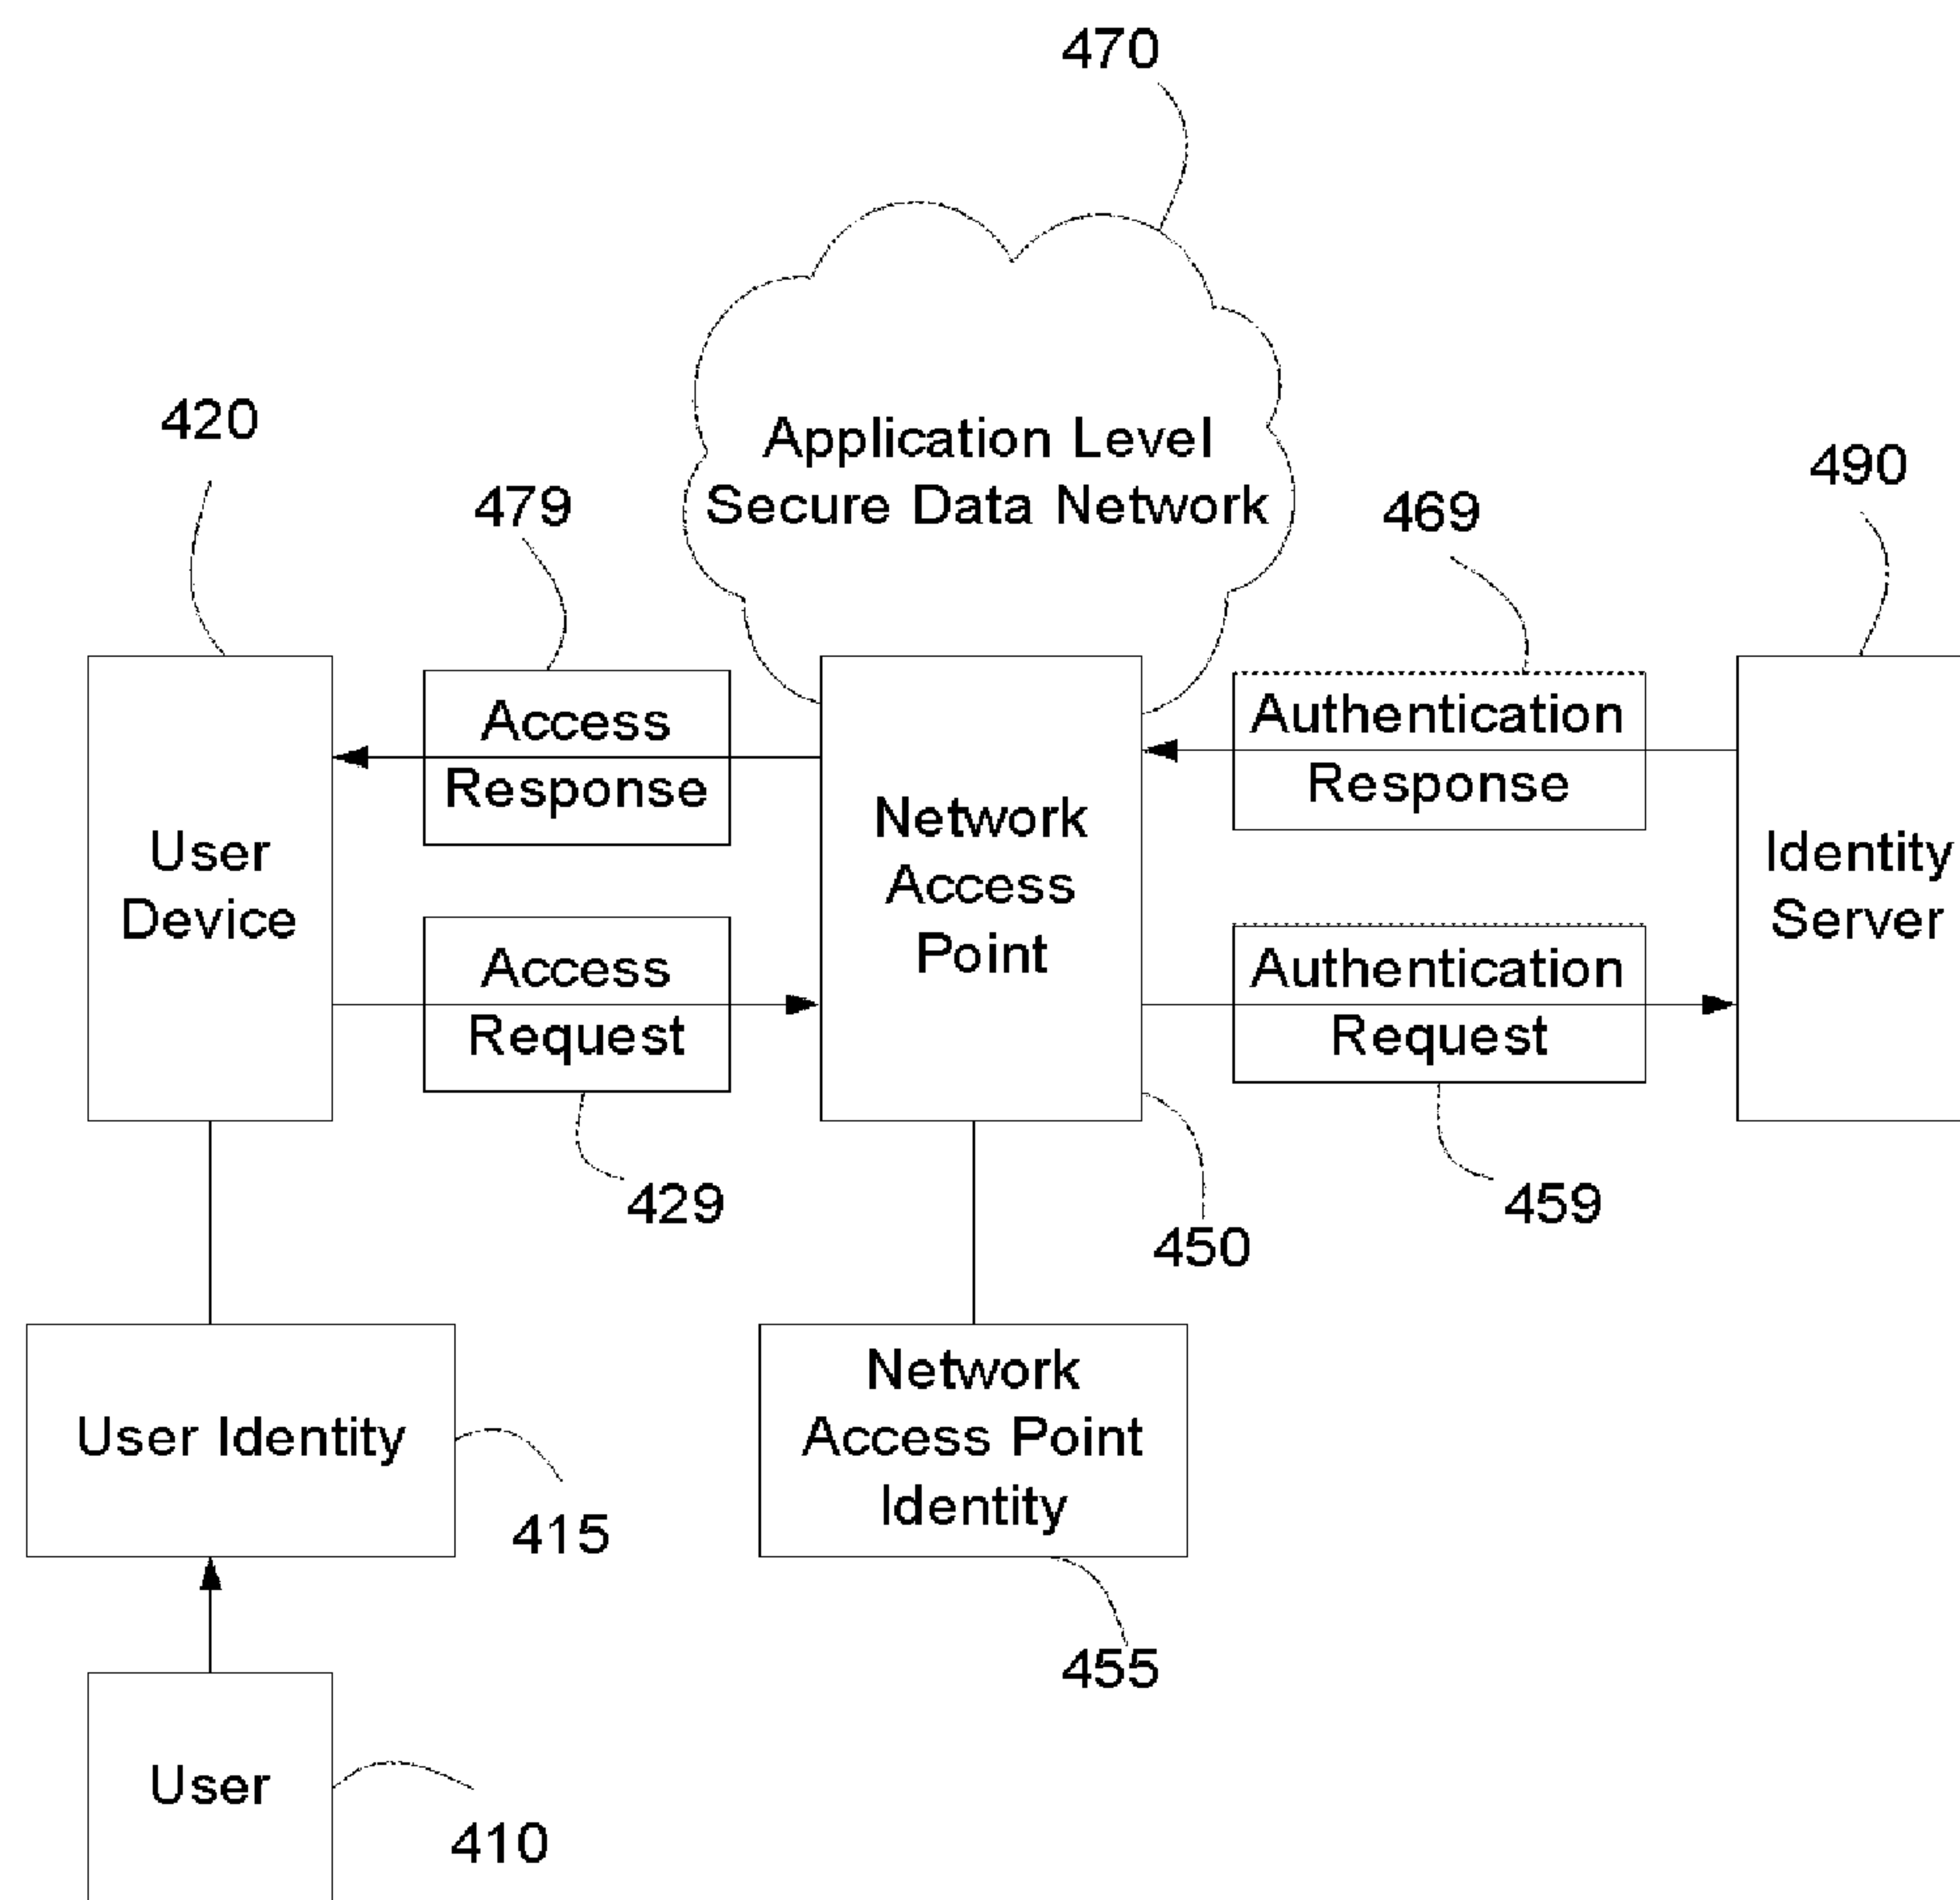 470
Application Level
Secure Data Network
420
479
469
490
Access
Response
Authentication
Response
User
Device
Network
Access
Point
Identity
Server
Access
Request
Authentication
Request
429
450
459
User Identity
415
Network
Access Point
Identity
455
User
410